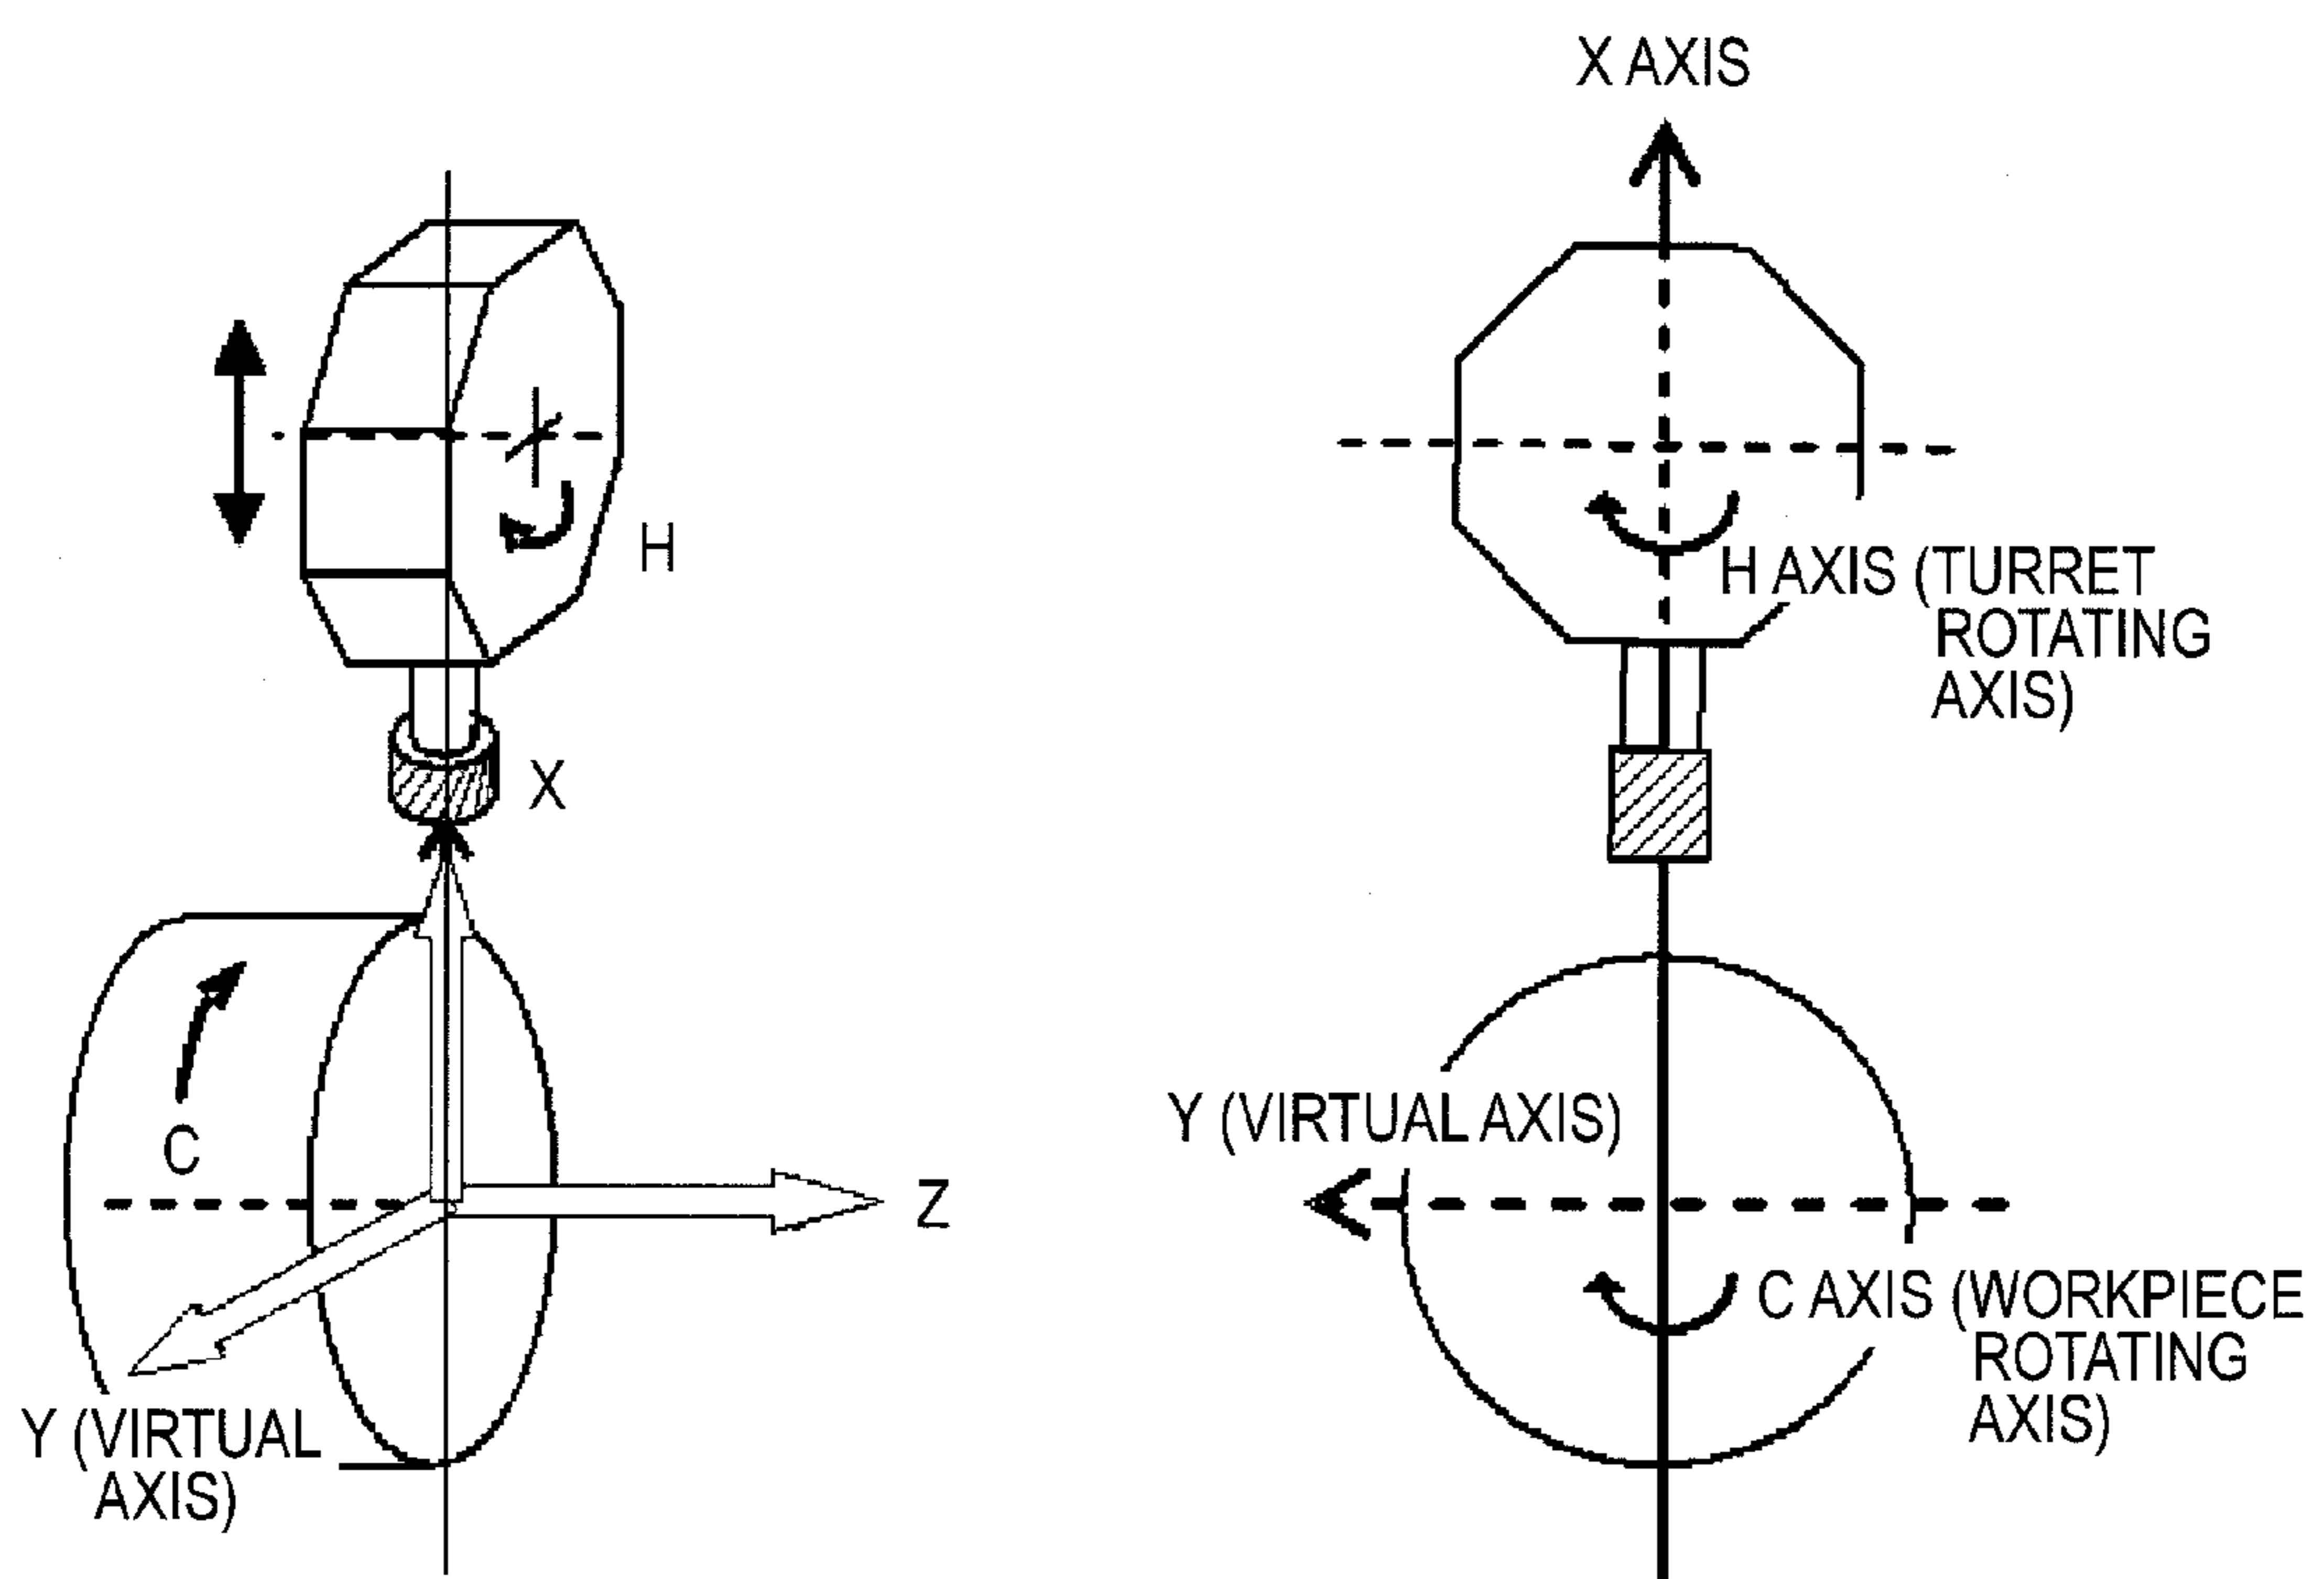 H
X
C
Z
Y (VIRTUAL
AXIS)
X AXIS
H AXIS (TURRET
ROTATING
AXIS)
Y (VIRTUAL AXIS)
C AXIS (WORKPIECE
ROTATING
AXIS)